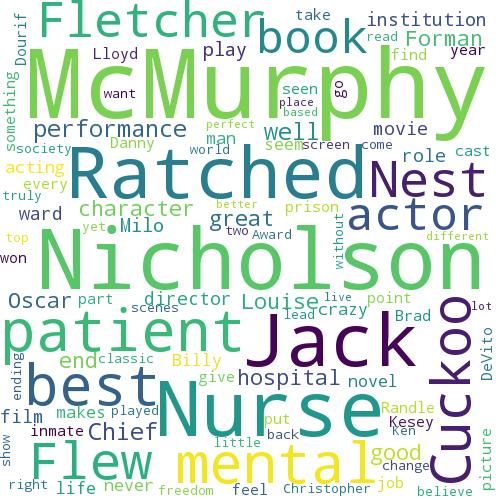 Fletcher
take
institution
Dourif
book
read
Forman
Lloyd
play
find
year
McMurphy
want
seen
go
place
based
something
performance
perfect
well
movie
Danny
man
seem
screen
come
society
world
role
cast
acting
Ratched
Nest
every
truly
better
character
prison
actor
ward
Milo
great
yet
two
Award
without
different
top
won
Nicholson
Oscar
part
director
Louise
live
point
scenes
crazy
lead
Brad
lot
patient
Jack
Cuckoo
DeVito
end
classic
Billy
hospital
novel
ending
best
give
Nurse
Randle
film
makes
played
put
Kesey
inmate
Chief
back
Ken
show
little
good
change
picture
Flew
mental
job
right
life
never
freedom
feel
Christopher
believe